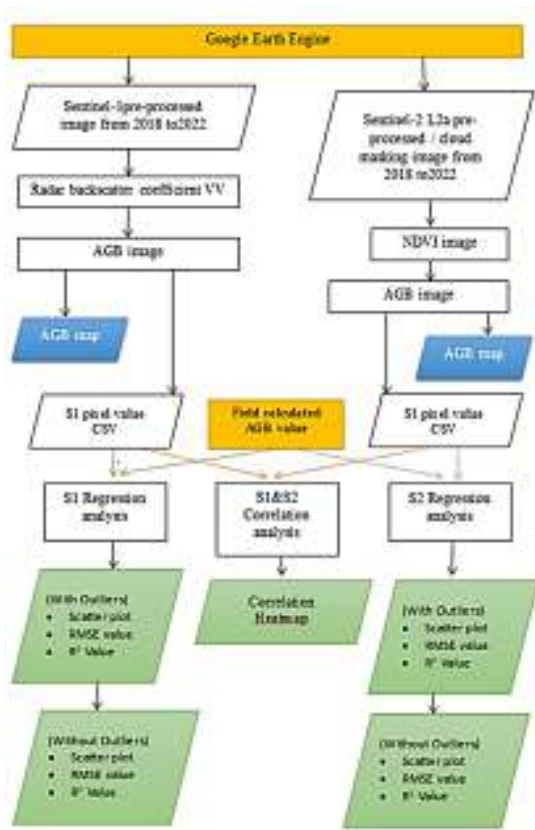 Google Earth Engine
Sentinel-1pre-processed
image from 2018 to2022
Sentinel-2 L2a pre-
processed / cloud
masking image from
2018 to2022
Radar backscatter coefficient VV
NDVI image
AGB image
AGB image
AGB map
AGB map
S1 pixel value
CSV
Field calculated
AGB value
S1 pixel value
CSV
S1 Regression
analysis
S1&S2
Correlation
analysis
S2 Regression
analysis
(With Outliers)
• Scatter plot
• RMSE value
• R² Value
Correlation
Heatmap
(With Outliers)
• Scatter plot
• RMSE value
• R² Value
(Without Outliers)
• Scatter plot
• RMSE value
• R² Value
(Without Outliers)
• Scatter plot
• RMSE value
• R² Value